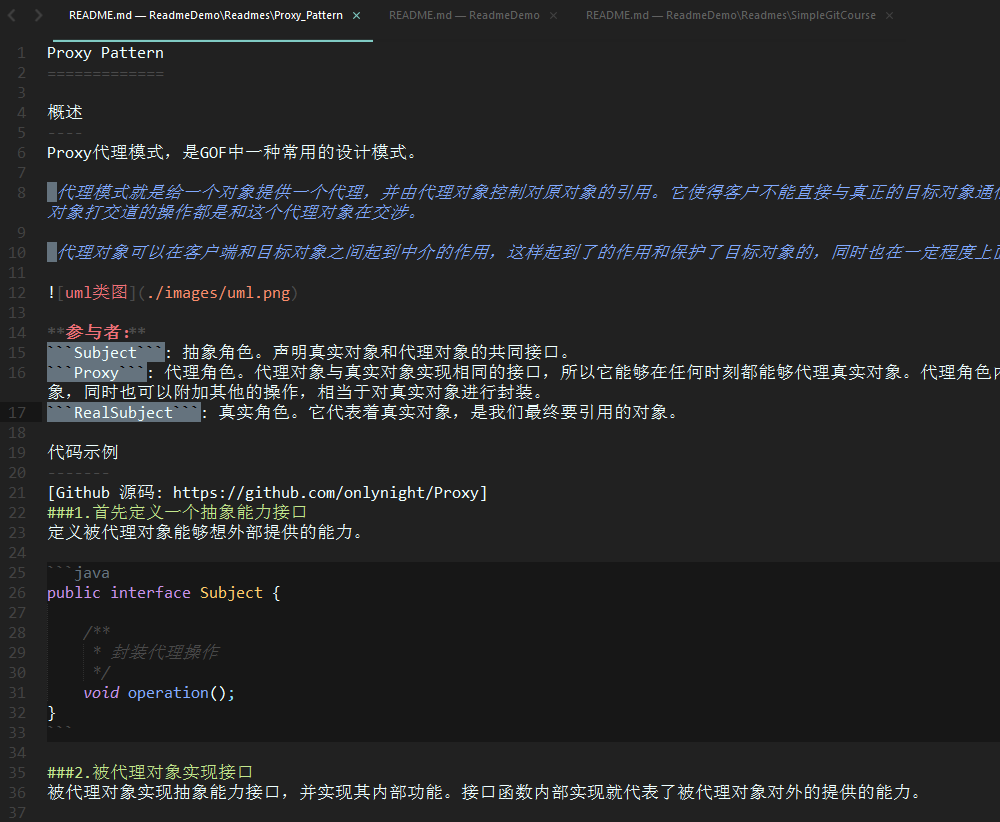 README.md — ReadmeDemo\Readmes\Proxy_Pattern × README.md — ReadmeDemo × README.md — ReadmeDemo\Readmes\SimpleGitCourse ×
1 Proxy Pattern
2 =============
3
4 概述
5 ----
6 Proxy代理模式，是GOF中一种常用的设计模式。
7
8 代理模式就是给一个对象提供一个代理，并由代理对象控制对原对象的引用。它使得客户不能直接与真正的目标对象通
对象打交道的操作都是和这个代理对象在交涉。
9
10 代理对象可以在客户端和目标对象之间起到中介的作用，这样起到了的作用和保护了目标对象的，同时也在一定程度上
11
12 ![uml类图](./images/uml.png)
13
14 **参与者:**
15 ```Subject```: 抽象角色。声明真实对象和代理对象的共同接口。
16 ```Proxy```: 代理角色。代理对象与真实对象实现相同的接口，所以它能够在任何时刻都能够代理真实对象。代理角色
象，同时也可以附加其他的操作，相当于对真实对象进行封装。
17 ```RealSubject```: 真实角色。它代表着真实对象，是我们最终要引用的对象。
18
19 代码示例
20 -------
21 [Github 源码: https://github.com/onlynight/Proxy]
22 ###1.首先定义一个抽象能力接口
23 定义被代理对象能够想外部提供的能力。
24
25 ```java
26 public interface Subject {
27
28 /**
29 * 封装代理操作
30 */
31 void operation();
32 }
33 ```
34
35 ###2.被代理对象实现接口
36 被代理对象实现抽象能力接口，并实现其内部功能。接口函数内部实现就代表了被代理对象对外的提供的能力。
37